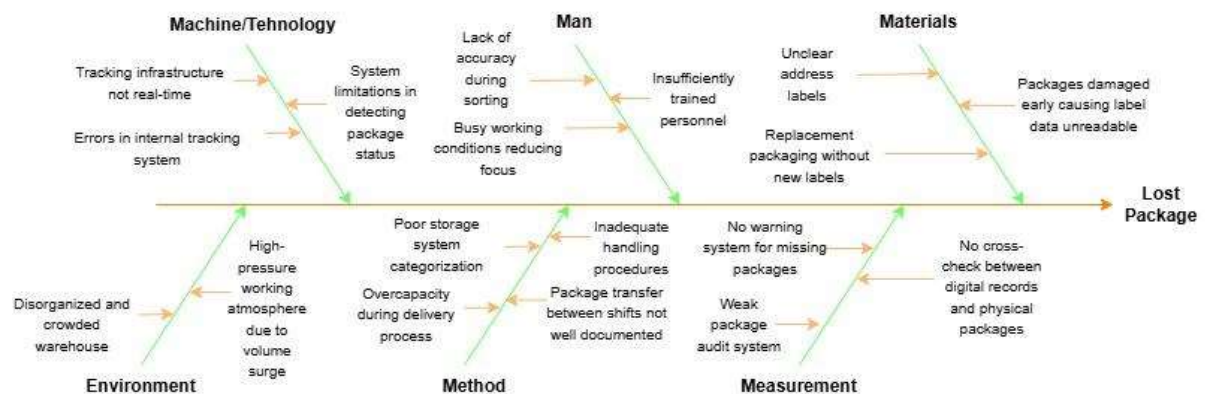 Machine/Tehnology
Man
Materials
Tracking infrastructure
not real-time
System
limitations in
detecting
package
status
Errors in internal tracking
system
Lack of
accuracy
during
sorting
Insufficiently
trained
personnel
Busy working
conditions reducing
focus
Unclear
address
labels
Packages damaged
early causing label
data unreadable
Replacement
packaging without
new labels
Lost
Package
Disorganized and
crowded
warehouse
High-
pressure
working
atmosphere
due to
volume
surge
Poor storage
system
categorization
Inadequate
handling
procedures
Overcapacity
during delivery
process
Package transfer
between shifts not
well documented
No warning
system for missing
packages
No cross-
check between
digital records
and physical
packages
Weak
package
audit system
Environment
Method
Measurement